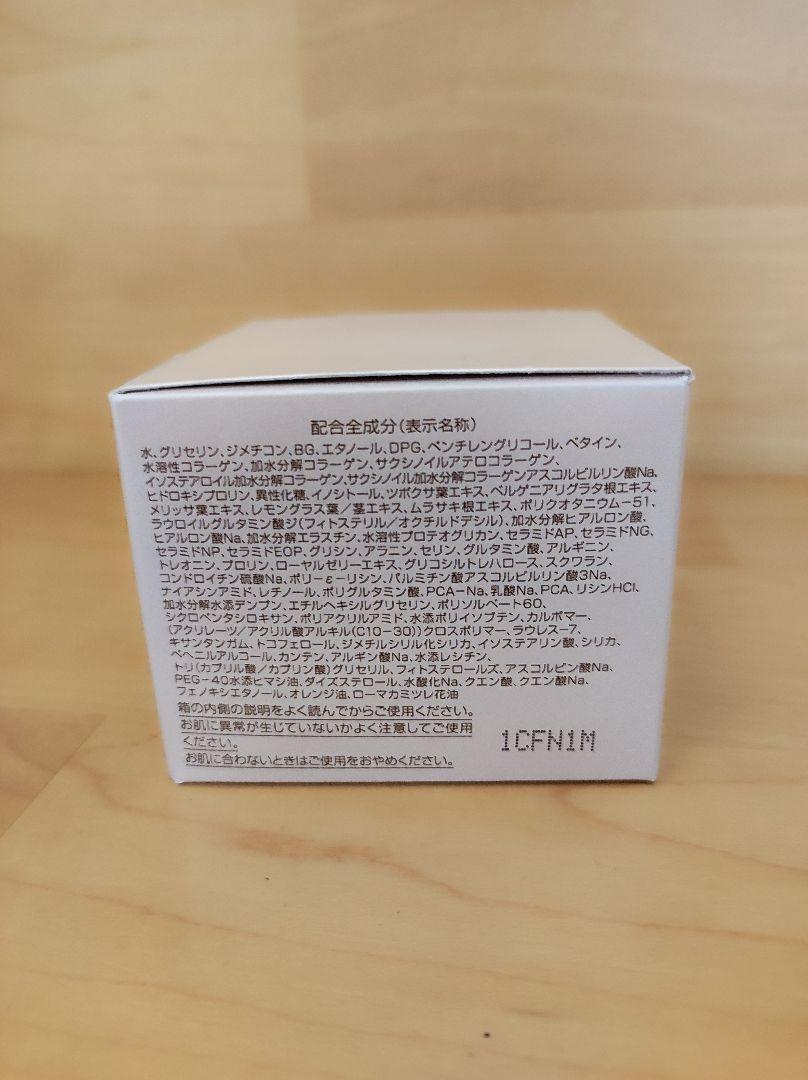 配合全成分(表示名称)
水、グリセリン、ジメチコン、BG、エタノール、DPG、ペンチレングリコール、ベタイン、
水溶性コラーゲン、加水分解コラーゲン、サクシノイルアテロコラーゲン、
イソステアロイル加水分解コラーゲン、サクシノイル加水分解コラーゲンアスコルビルリン酸Na、
ヒドロキシプロリン、異性化糖、イノシトール、ツボクサ葉エキス、ベルゲニアリグラタ根エキス、
メリッサ葉エキス、レモングラス葉/茎エキス、ムラサキ根エキス、ポリクオタニウム-51、
ラウロイルグルタミン酸ジ(フィトステリル/オクチルドデシル)、加水分解ヒアルロン酸、
ヒアルロン酸Na、加水分解エラスチン、水溶性プロテオグリカン、セラミドAP、セラミドNG、
セラミドNP、セラミドEOP、グリシン、アラニン、セリン、グルタミン酸、アルギニン、
トレオニン、プロリン、ローヤルゼリーエキス、グリコシルトレハロース、スクワラン、
コンドロイチン硫酸Na、ポリ-ε-リシン、パルミチン酸アスコルビルリン酸3Na、
ナイアシンアミド、レチノール、ポリグルタミン酸、PCA-Na、乳酸Na、PCA、リシンHCl、
加水分解水添デンプン、エチルヘキシルグリセリン、ポリソルベート60、
シクロペンタシロキサン、ポリアクリルアミド、水添ポリイソブテン、カルボマー、
(アクリレーツ/アクリル酸アルキル(C10-30))クロスポリマー、ラウレス-7、
キサンタンガム、トコフェロール、ジメチルシリル化シリカ、イソステアリン酸、シリカ、
ベヘニルアルコール、カンテン、アルギン酸Na、水添レシチン、
トリ(カプリル酸/カプリン酸)グリセリル、フィトステロールズ、アスコルビン酸Na、
PEG-40水添ヒマシ油、ダイズステロール、水酸化Na、クエン酸、クエン酸Na、
フェノキシエタノール、オレンジ油、ローマカミツレ花油
箱の内側の説明をよく読んでからご使用ください。
お肌に異常が生じていないかよく注意してご使用
ください。
お肌に合わないときはご使用をおやめください。
1CFN1M